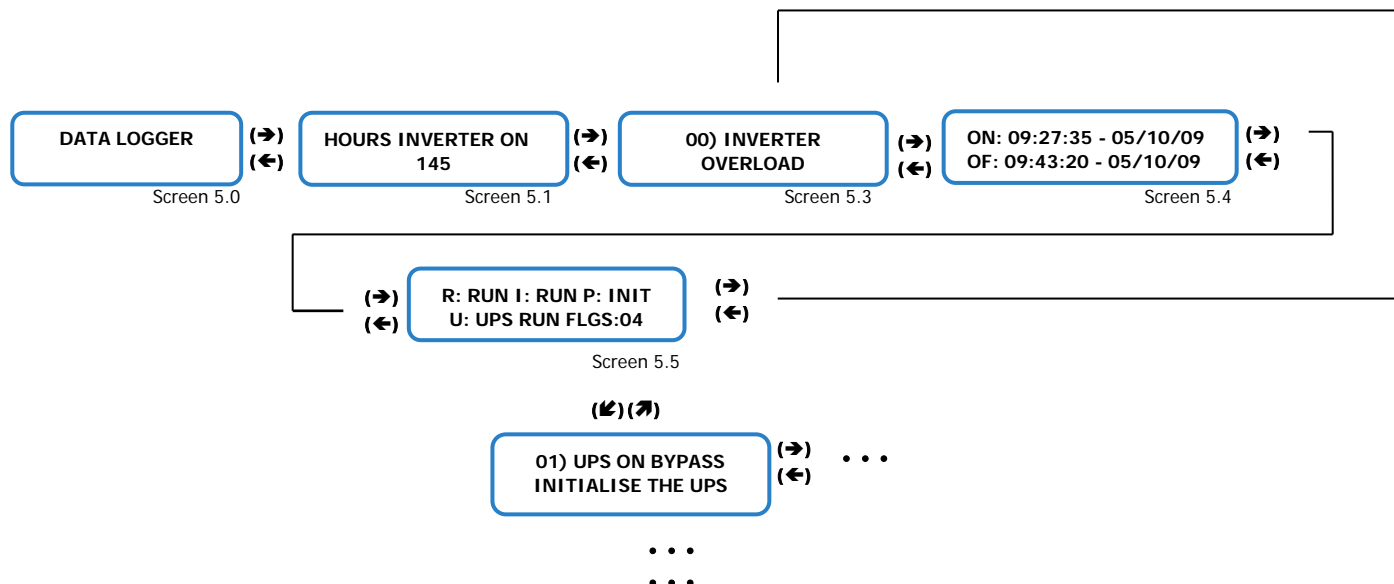 DATA LOGGER
(→)
(←)
Screen 5.0
HOURS INVERTER ON
145
(→)
(←)
Screen 5.1
00) INVERTER
OVERLOAD
(→)
(←)
Screen 5.3
ON: 09:27:35 - 05/10/09
OF: 09:43:20 - 05/10/09
(→)
(←)
Screen 5.4
(→)
(←)
R: RUN I: RUN P: INIT
U: UPS RUN FLGS:04
(→)
(←)
Screen 5.5
(↙)(↗)
01) UPS ON BYPASS
INITIALISE THE UPS
(→)
(←)
• • •
• • •
• • •